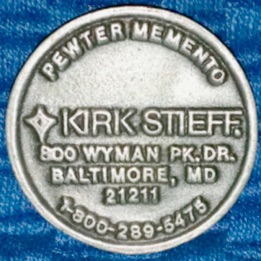 PEWTER MEMENTO
KIRK STIEFF.
800 WYMAN PK. DR.
BALTIMORE, MD
21211
1-800-289-5475